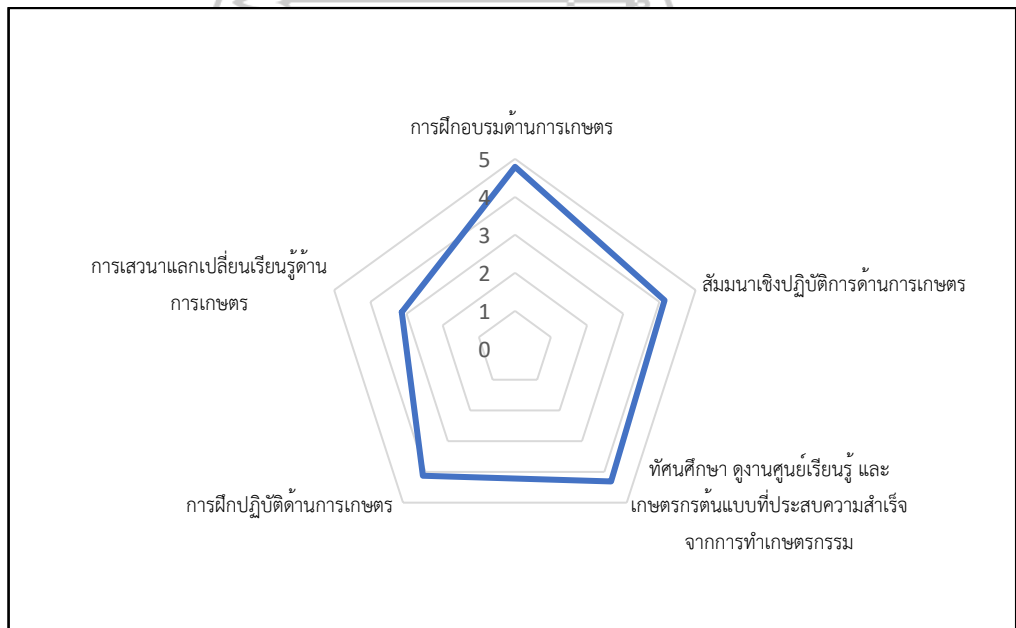 การฝึกอบรมด้านการเกษตร
5
4
3
2
1
0
สัมมนาเชิงปฏิบัติการด้านการเกษตร
ทัศนศึกษา ดูงานศูนย์เรียนรู้ และ
เกษตรกรต้นแบบที่ประสบความสำเร็จ
จากการทำเกษตรกรรม
การฝึกปฏิบัติด้านการเกษตร
การเสวนาแลกเปลี่ยนเรียนรู้ด้าน
การเกษตร